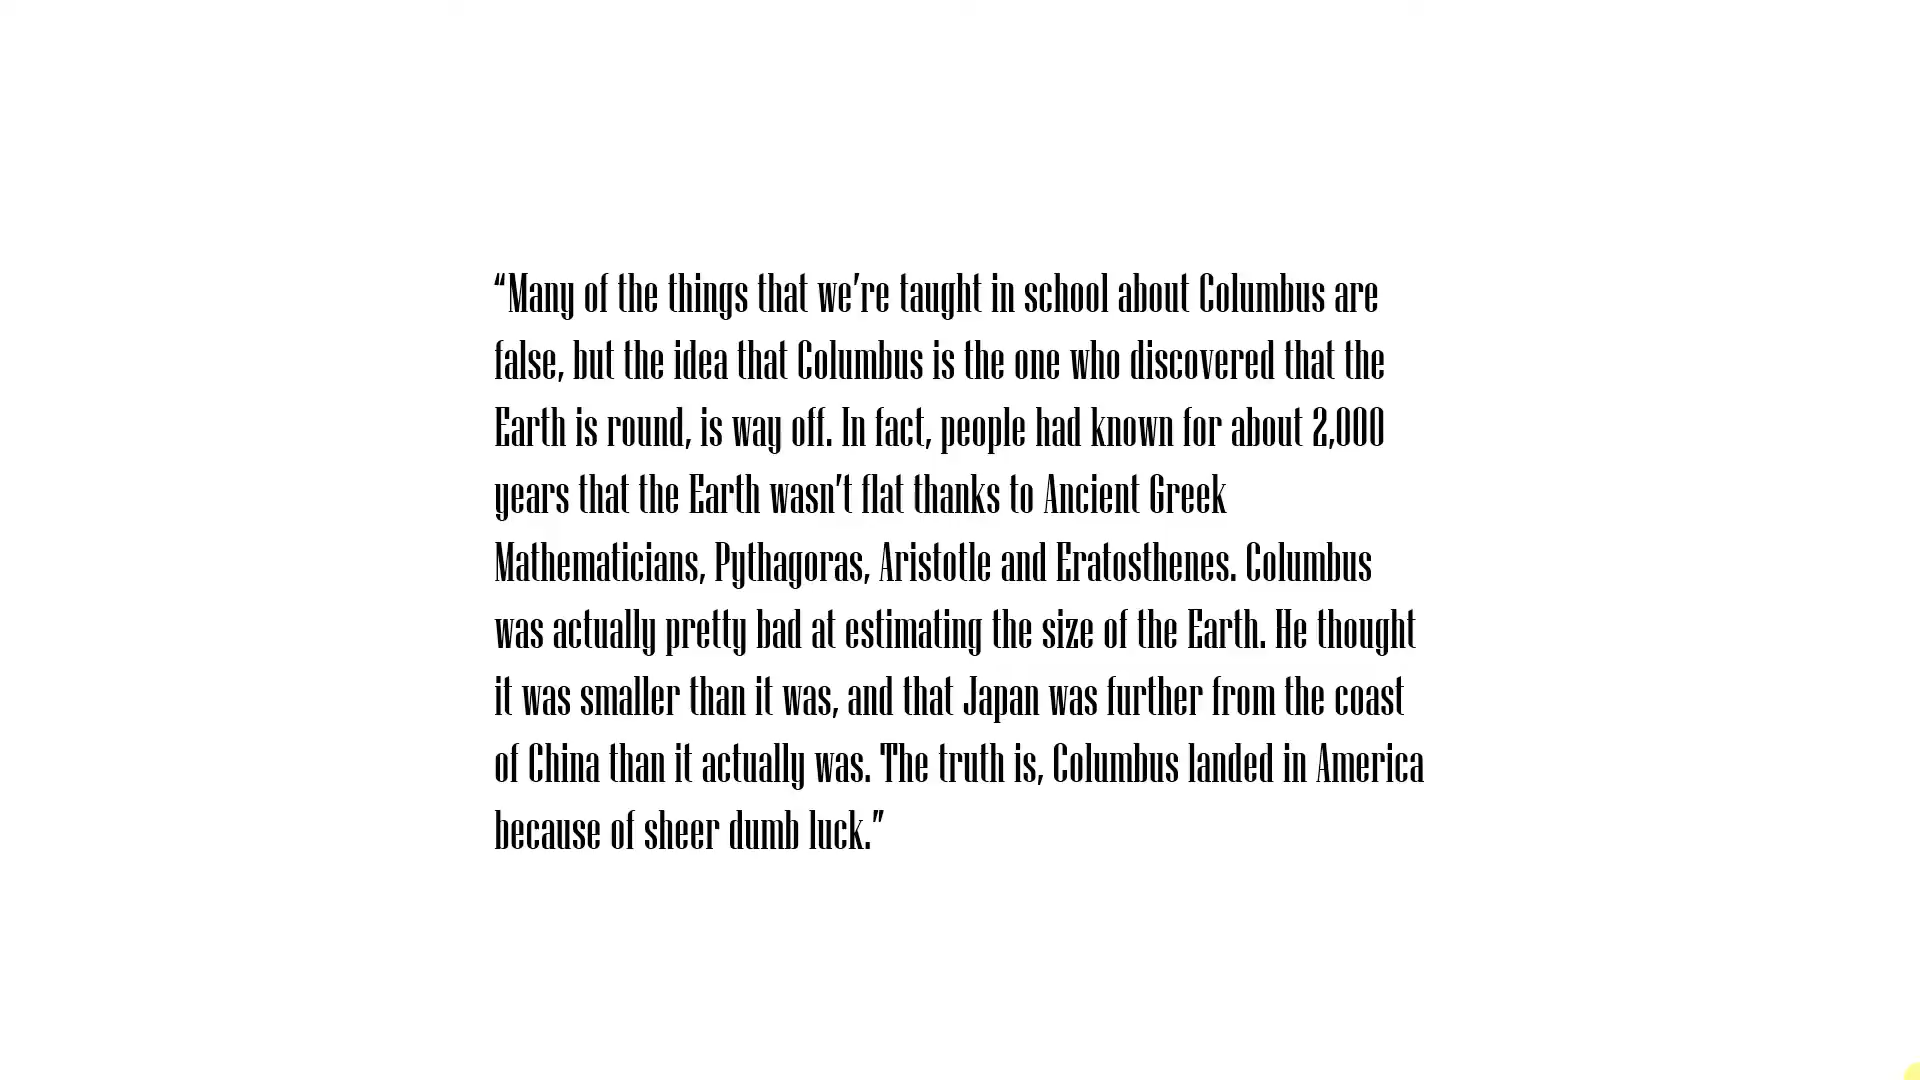 “Many of the things that we’re taught in school about Columbus are
false, but the idea that Columbus is the one who discovered that the
Earth is round, is way off. In fact, people had known for about 2,000
years that the Earth wasn’t flat thanks to Ancient Greek
Mathematicians, Pythagoras, Aristotle and Eratosthenes. Columbus
was actually pretty bad at estimating the size of the Earth. He thought
it was smaller than it was, and that Japan was further from the coast
of China than it actually was. The truth is, Columbus landed in America
because of sheer dumb luck.”